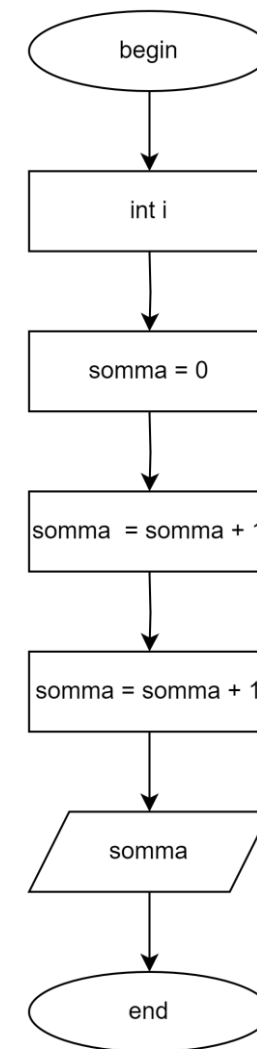 begin
int i
somma = 0
somma = somma + 1
somma = somma + 1
somma
end